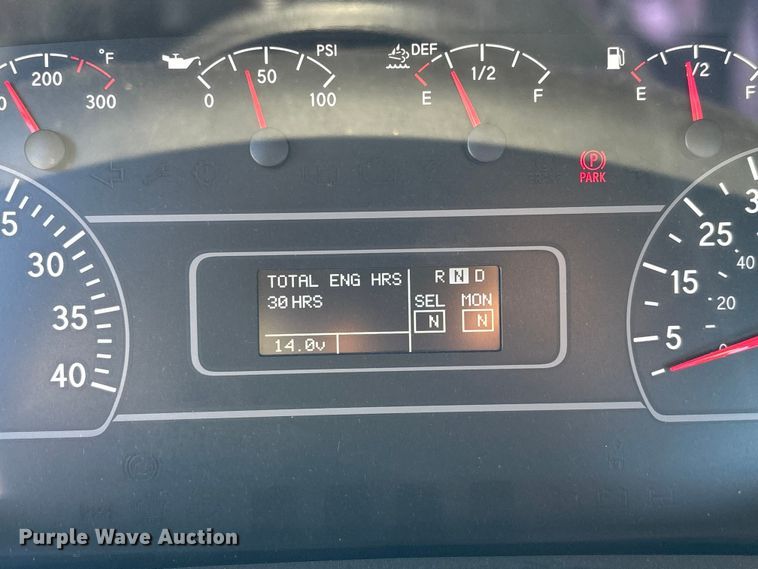 °F
200
300
PSI
0
50
100
DEF
E
1/2
F
E
1/2
F
PARK
P
5
30
35
40
TOTAL ENG HRS
30 HRS
14.0v
R N D
SEL MON
N N
25
15
5
40
20
0
Purple Wave Auction